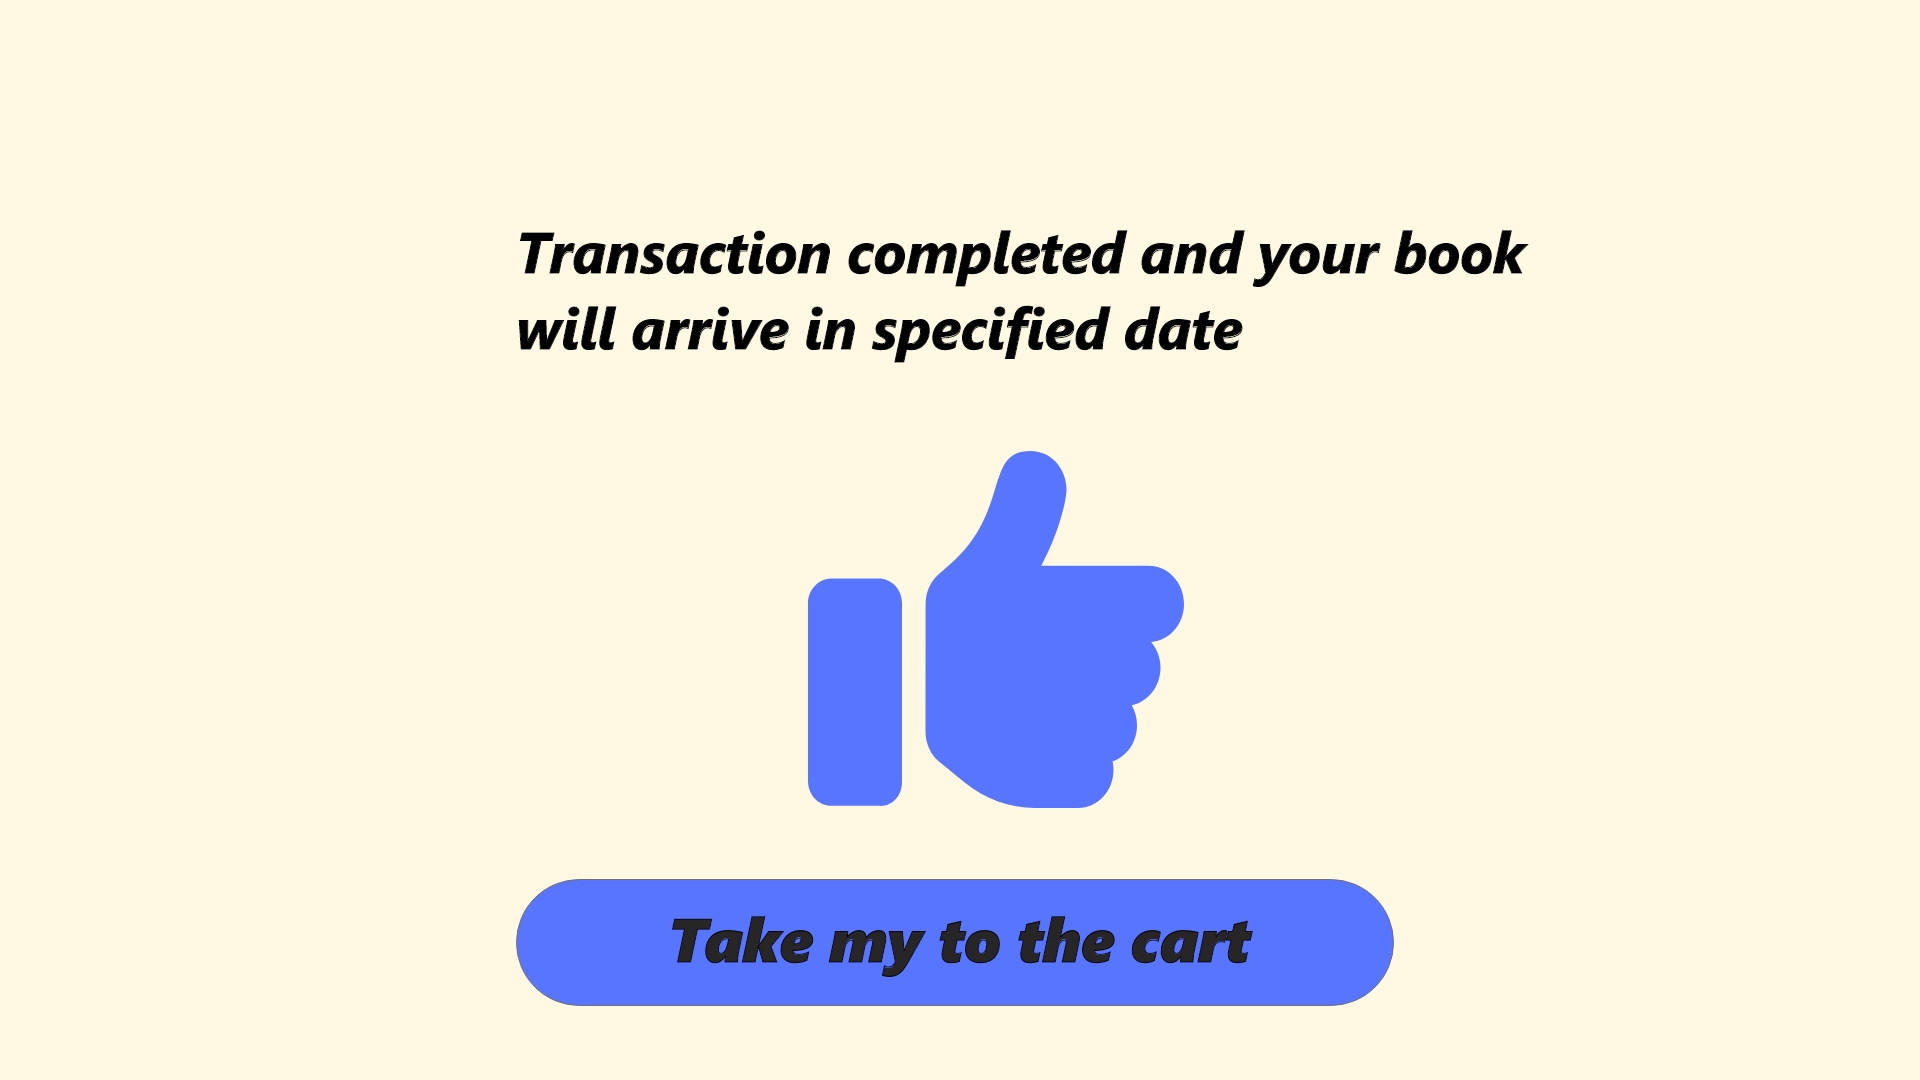 Transaction completed and your book
will arrive in specified date
Take my to the cart